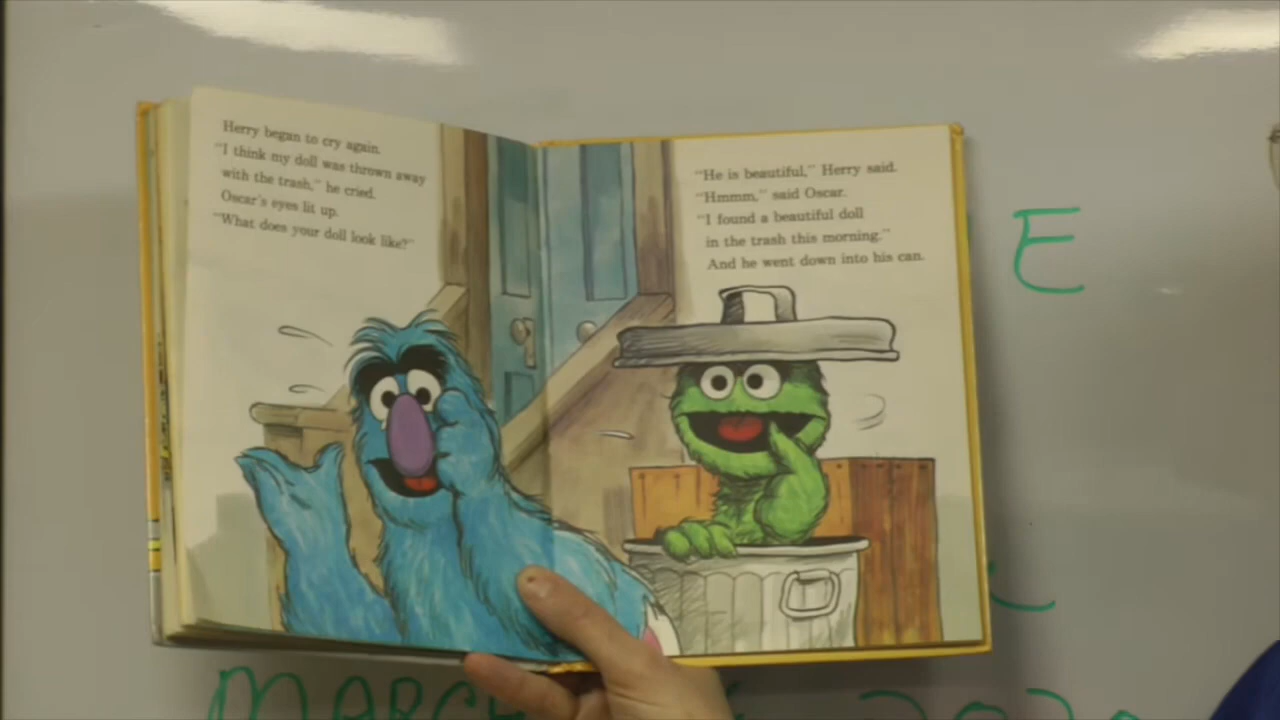 Herry began to cry again.
"I think my doll was thrown away
with the trash," he cried.
Oscar's eyes lit up.
"What does your doll look like?"
"He is beautiful," Herry said.
"Hmmm," said Oscar.
"I found a beautiful doll
in the trash this morning."
And he went down into his can.
E
MARCH